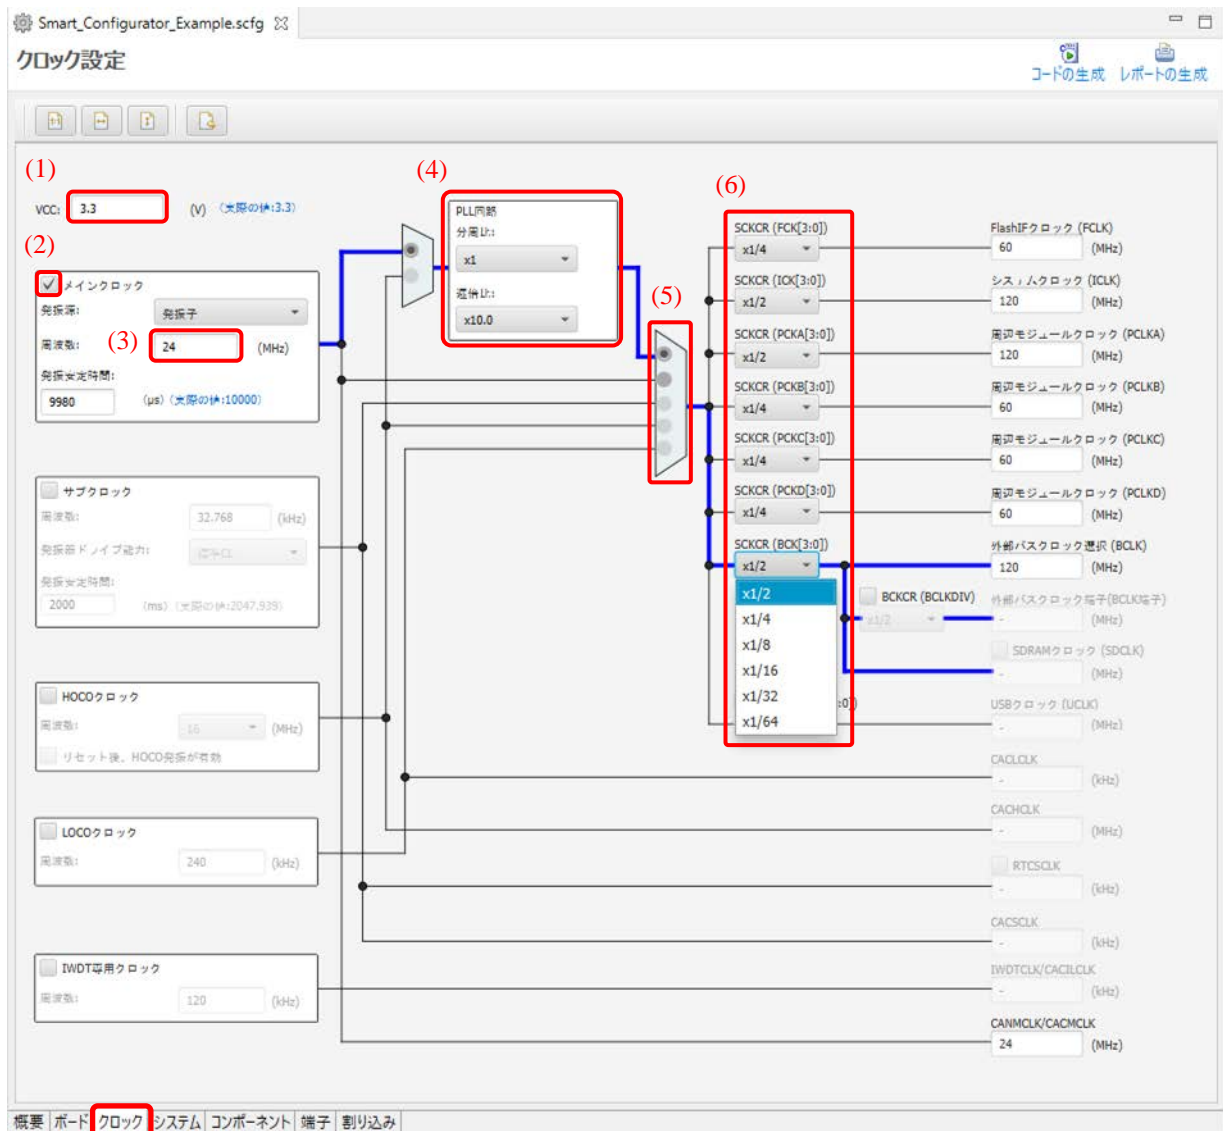 Smart_Configurator_Example.scfg
クロック設定
コードの生成 レポートの生成
(1)
VCC: 3.3 (V) (実際の値:3.3)
(2)
メインクロック
発振源: 発振子
(3)
周波数: 24 (MHz)
発振安定時間:
9980 (μs) (実際の値:10000)
サブクロック
周波数: 32.768 (kHz)
発振器ドライブ能力:
発振安定時間:
2000 (ms) (実際の値:2047.939)
HOCOクロック
周波数: 16 (MHz)
リセット後、HOCO発振が有効
LOCOクロック
周波数: 240 (kHz)
IWDT専用クロック
周波数: 120 (kHz)
(4)
PLL回路
分周比:
x1
逓倍比:
x10.0
(5)
(6)
SCKCR (FCK[3:0])
x1/4
SCKCR (ICK[3:0])
x1/2
SCKCR (PCKA[3:0])
x1/2
SCKCR (PCKB[3:0])
x1/4
SCKCR (PCKC[3:0])
x1/4
SCKCR (PCKD[3:0])
x1/4
SCKCR (BCK[3:0])
x1/2
x1/2
x1/4
x1/8
x1/16
x1/32
x1/64
:0])
BCKCR (BCLKDIV)
x1/2
FlashIFクロック (FCLK)
60 (MHz)
システムクロック (ICLK)
120 (MHz)
周辺モジュールクロック (PCLKA)
120 (MHz)
周辺モジュールクロック (PCLKB)
60 (MHz)
周辺モジュールクロック (PCLKC)
60 (MHz)
周辺モジュールクロック (PCLKD)
60 (MHz)
外部バスクロック選択 (BCLK)
120 (MHz)
外部バスクロック端子(BCLK端子)
- (MHz)
SDRAMクロック (SDCLK)
- (MHz)
USBクロック (UCLK)
- (MHz)
CACLCLK
- (kHz)
CACHCLK
- (MHz)
RTCSCLK
- (kHz)
CACSCLK
- (kHz)
IWDTCLK/CACILCLK
- (kHz)
CANMCLK/CACMCLK
24 (MHz)
概要 ボード クロック システム コンポーネント 端子 割り込み